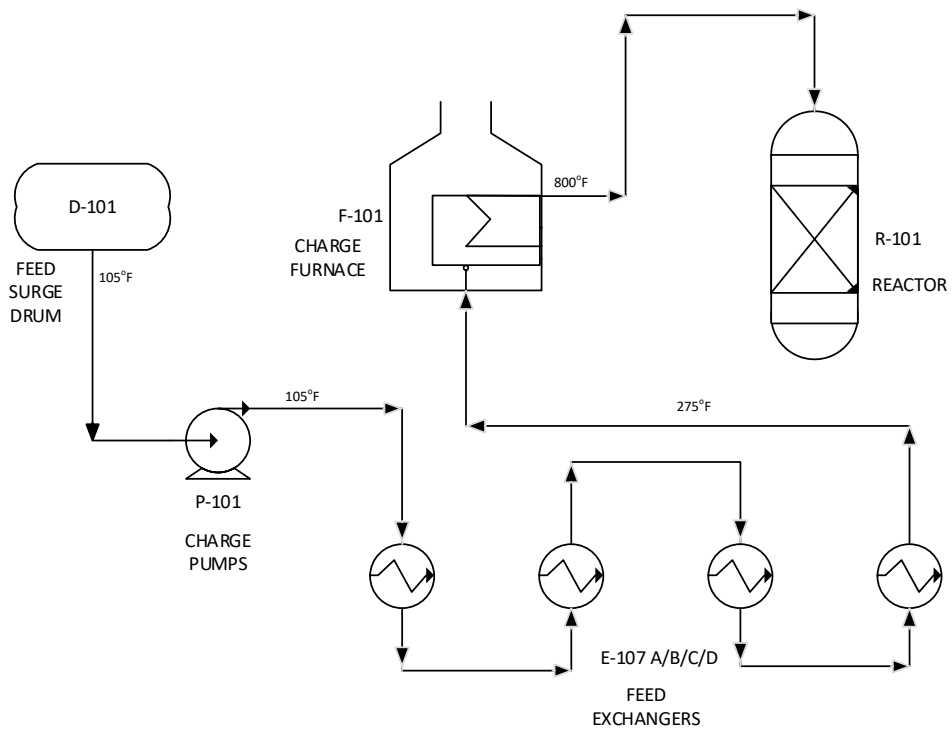 D-101
FEED
SURGE
DRUM
105°F
P-101
CHARGE
PUMPS
105°F
E-107 A/B/C/D
FEED
EXCHANGERS
275°F
F-101
CHARGE
FURNACE
800°F
R-101
REACTOR